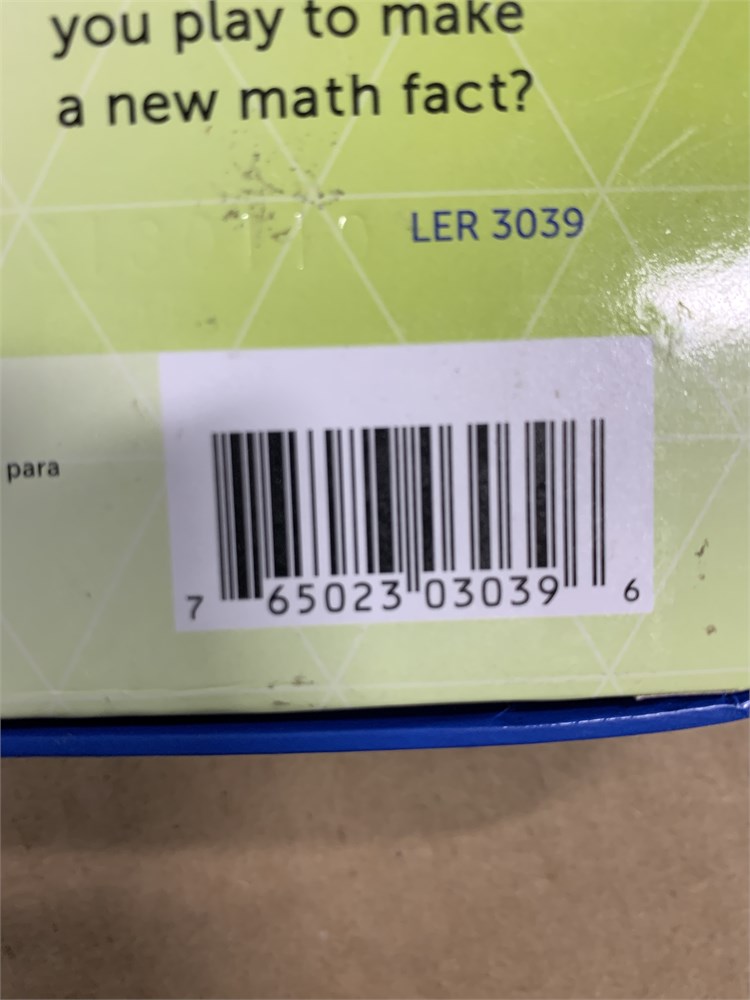 you play to make
a new math fact?
LER 3039
para
7 65023 03039 6